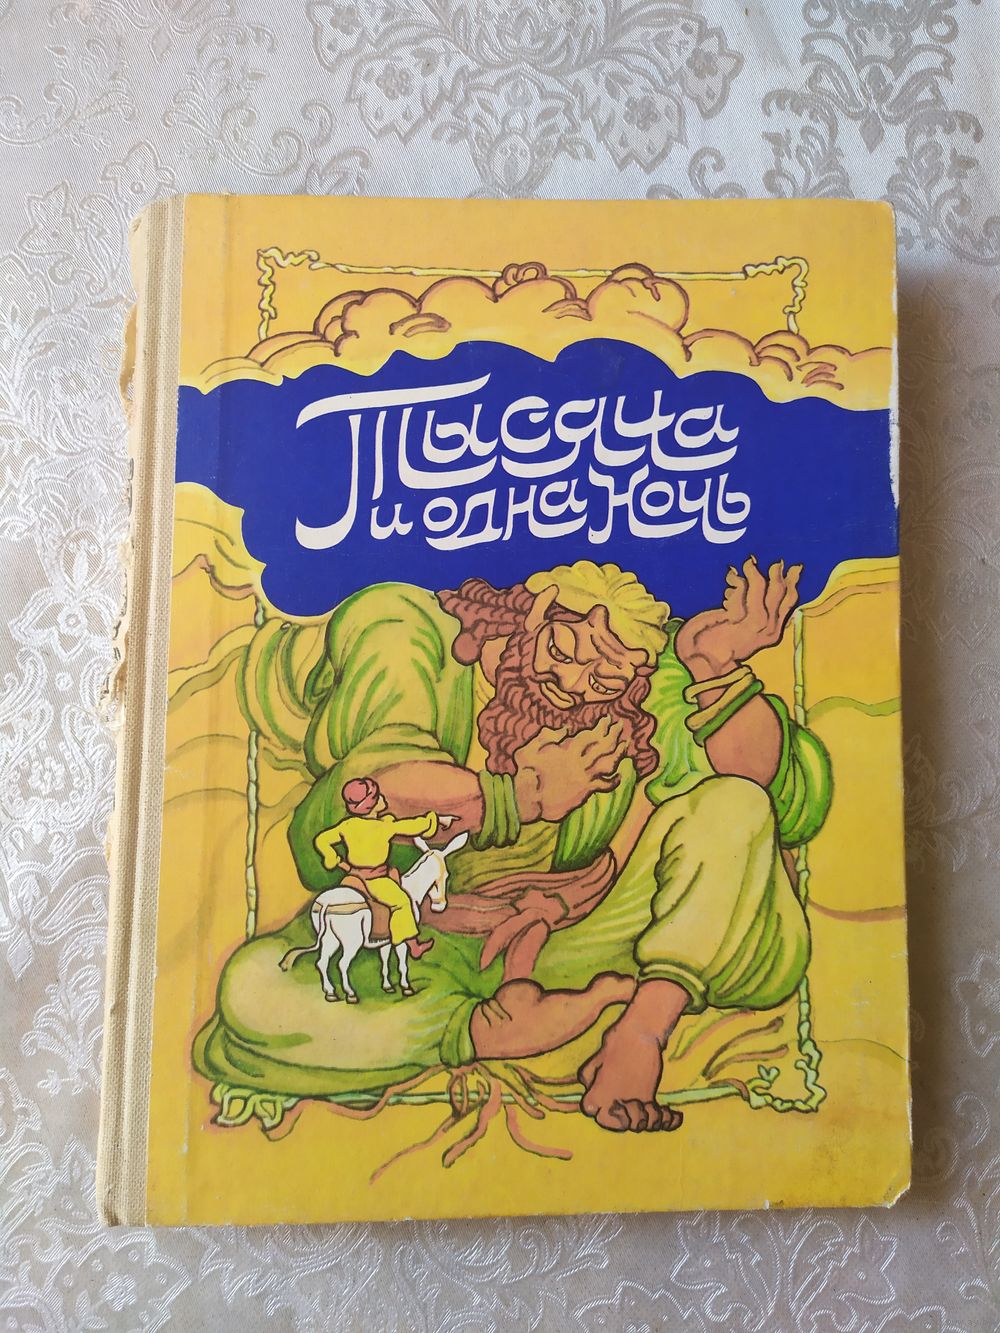 Тысяча
и одна ночь